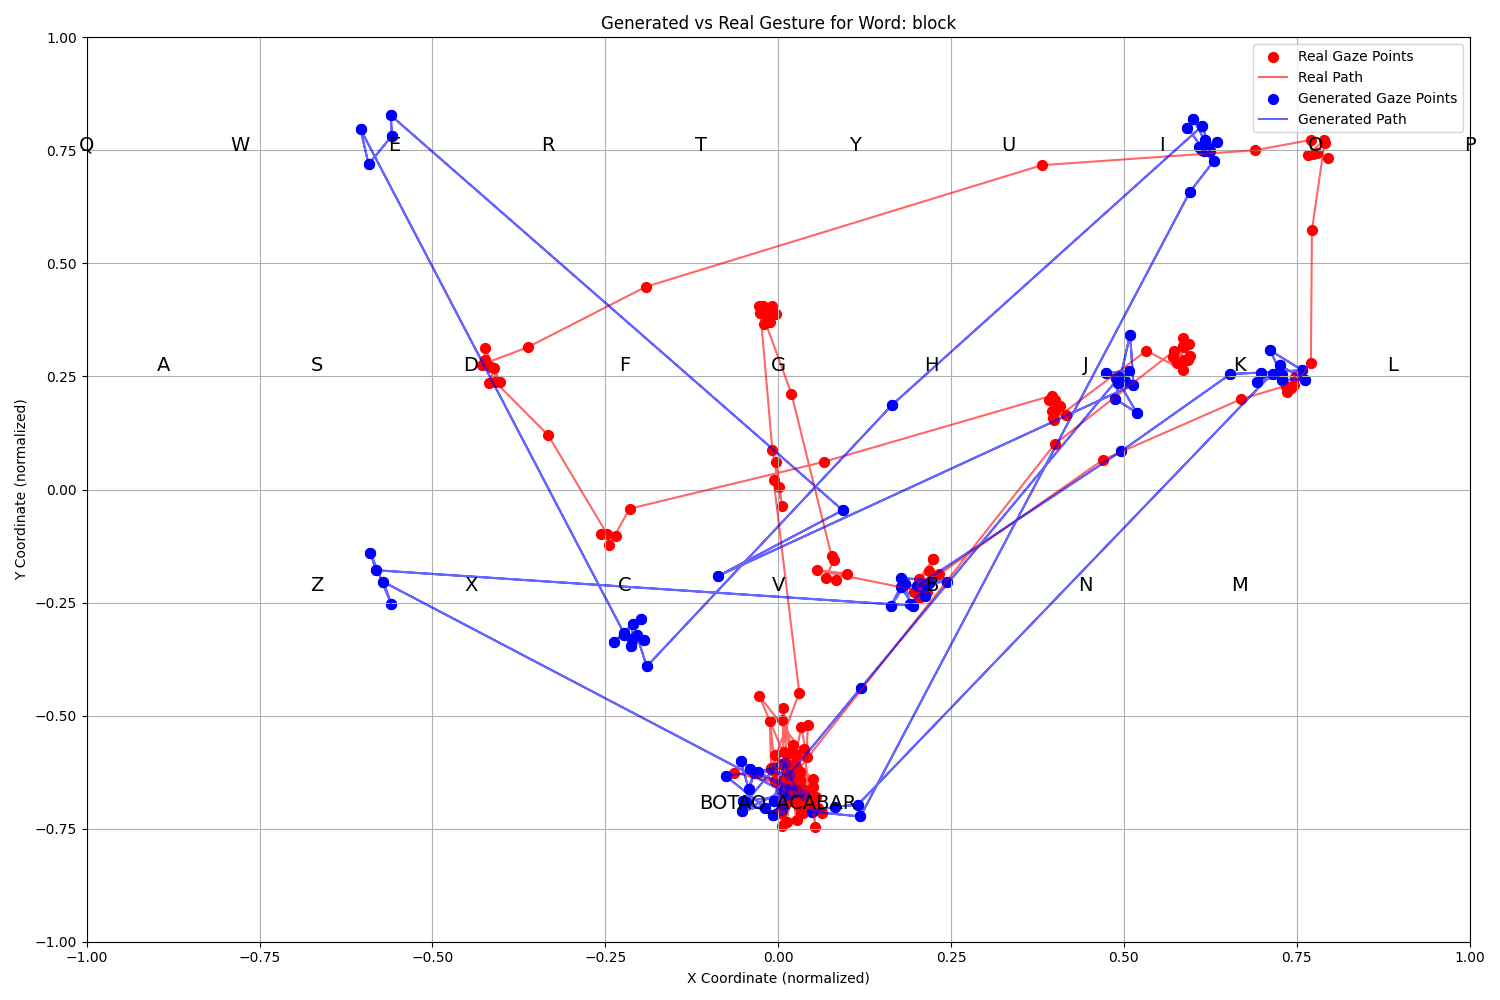 Generated vs Real Gesture for Word: block
1.00
Real Gaze Points
Real Path
Generated Gaze Points
Generated Path
Q W E R T Y U I O P
0.75
0.50
A S D F G H J K L
0.25
0.00
Z X C V B N M
−0.25
−0.50
BOTAO_ACABAR
−0.75
−1.00
−1.00 −0.75 −0.50 −0.25 0.00 0.25 0.50 0.75 1.00
X Coordinate (normalized)
Y Coordinate (normalized)